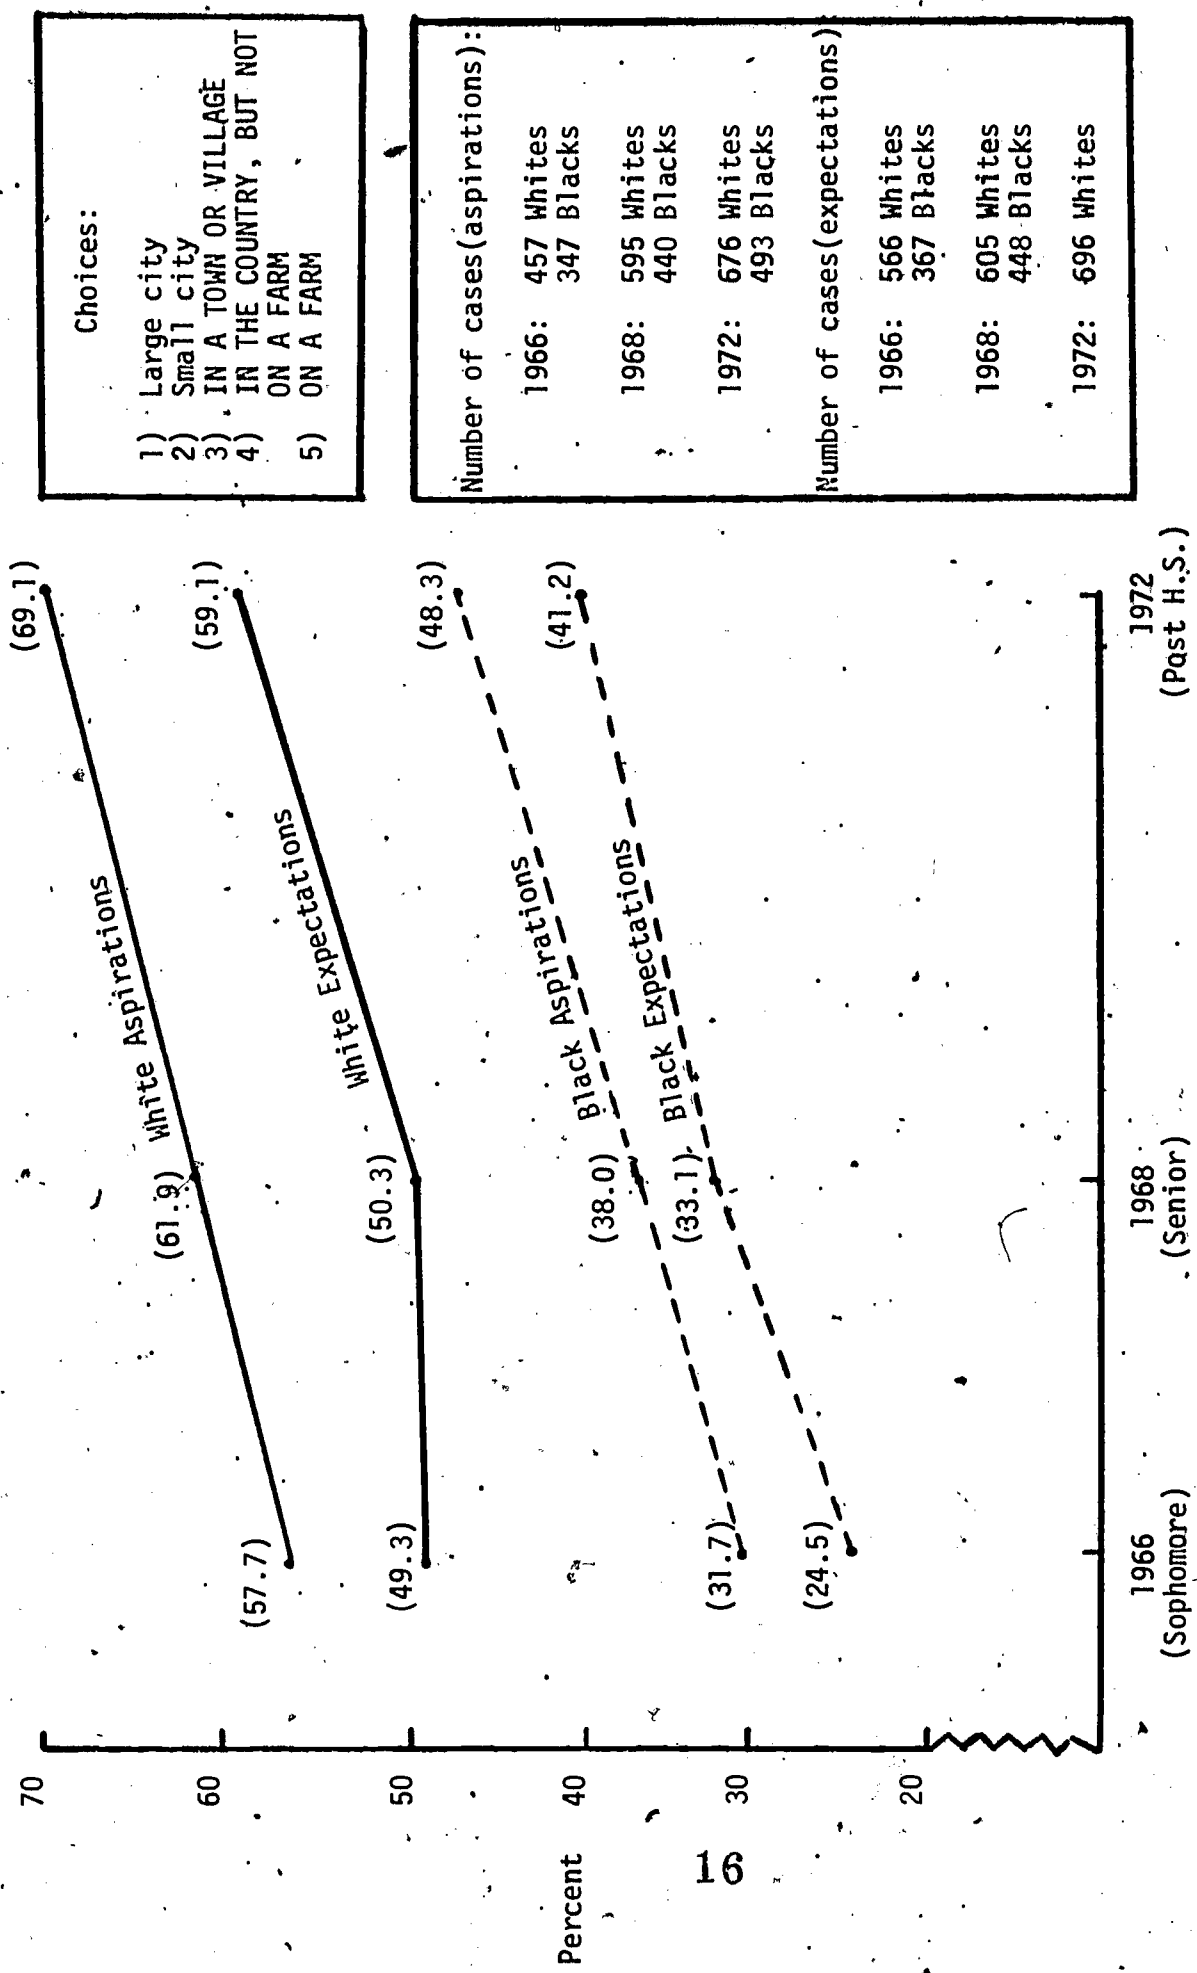 70
60
50
40
30
20
Percent
(57.7)
(61.9)
(69.1)
White Aspirations
(49.3)
(50.3)
(59.1)
White Expectations
(31.7)
(38.0)
(48.3)
Black Aspirations
(24.5)
(33.1)
(41.2)
Black Expectations
1966
(Sophomore)
1968
(Senior)
1972
(Past H.S.)
Choices:
1) Large city
2) Small city
3) IN A TOWN OR VILLAGE
4) IN THE COUNTRY, BUT NOT
ON A FARM
5) ON A FARM
Number of cases(aspirations):
1966: 457 Whites
347 Blacks
1968: 595 Whites
440 Blacks
1972: 676 Whites
493 Blacks
Number of cases(expectations)
1966: 566 Whites
367 Blacks
1968: 605 Whites
448 Blacks
1972: 696 Whites
16